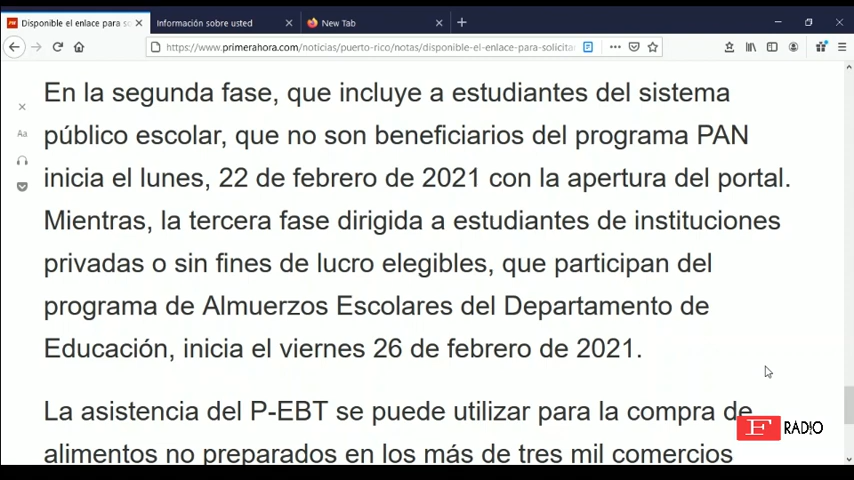 Disponible el enlace para so
Información sobre usted
New Tab
https://www.primerahora.com/noticias/puerto-rico/notas/disponible-el-enlace-para-solicita
En la segunda fase, que incluye a estudiantes del sistema
público escolar, que no son beneficiarios del programa PAN
Aa
inicia el lunes, 22 de febrero de 2021 con la apertura del portal.
Mientras, la tercera fase dirigida a estudiantes de instituciones
privadas o sin fines de lucro elegibles, que participan del
programa de Almuerzos Escolares del Departamento de
Educación, inicia el viernes 26 de febrero de 2021.
La asistencia del P-EBT se puede utilizar para la compra de
alimentos no preparados en los más de tres mil comercios
F RADIO